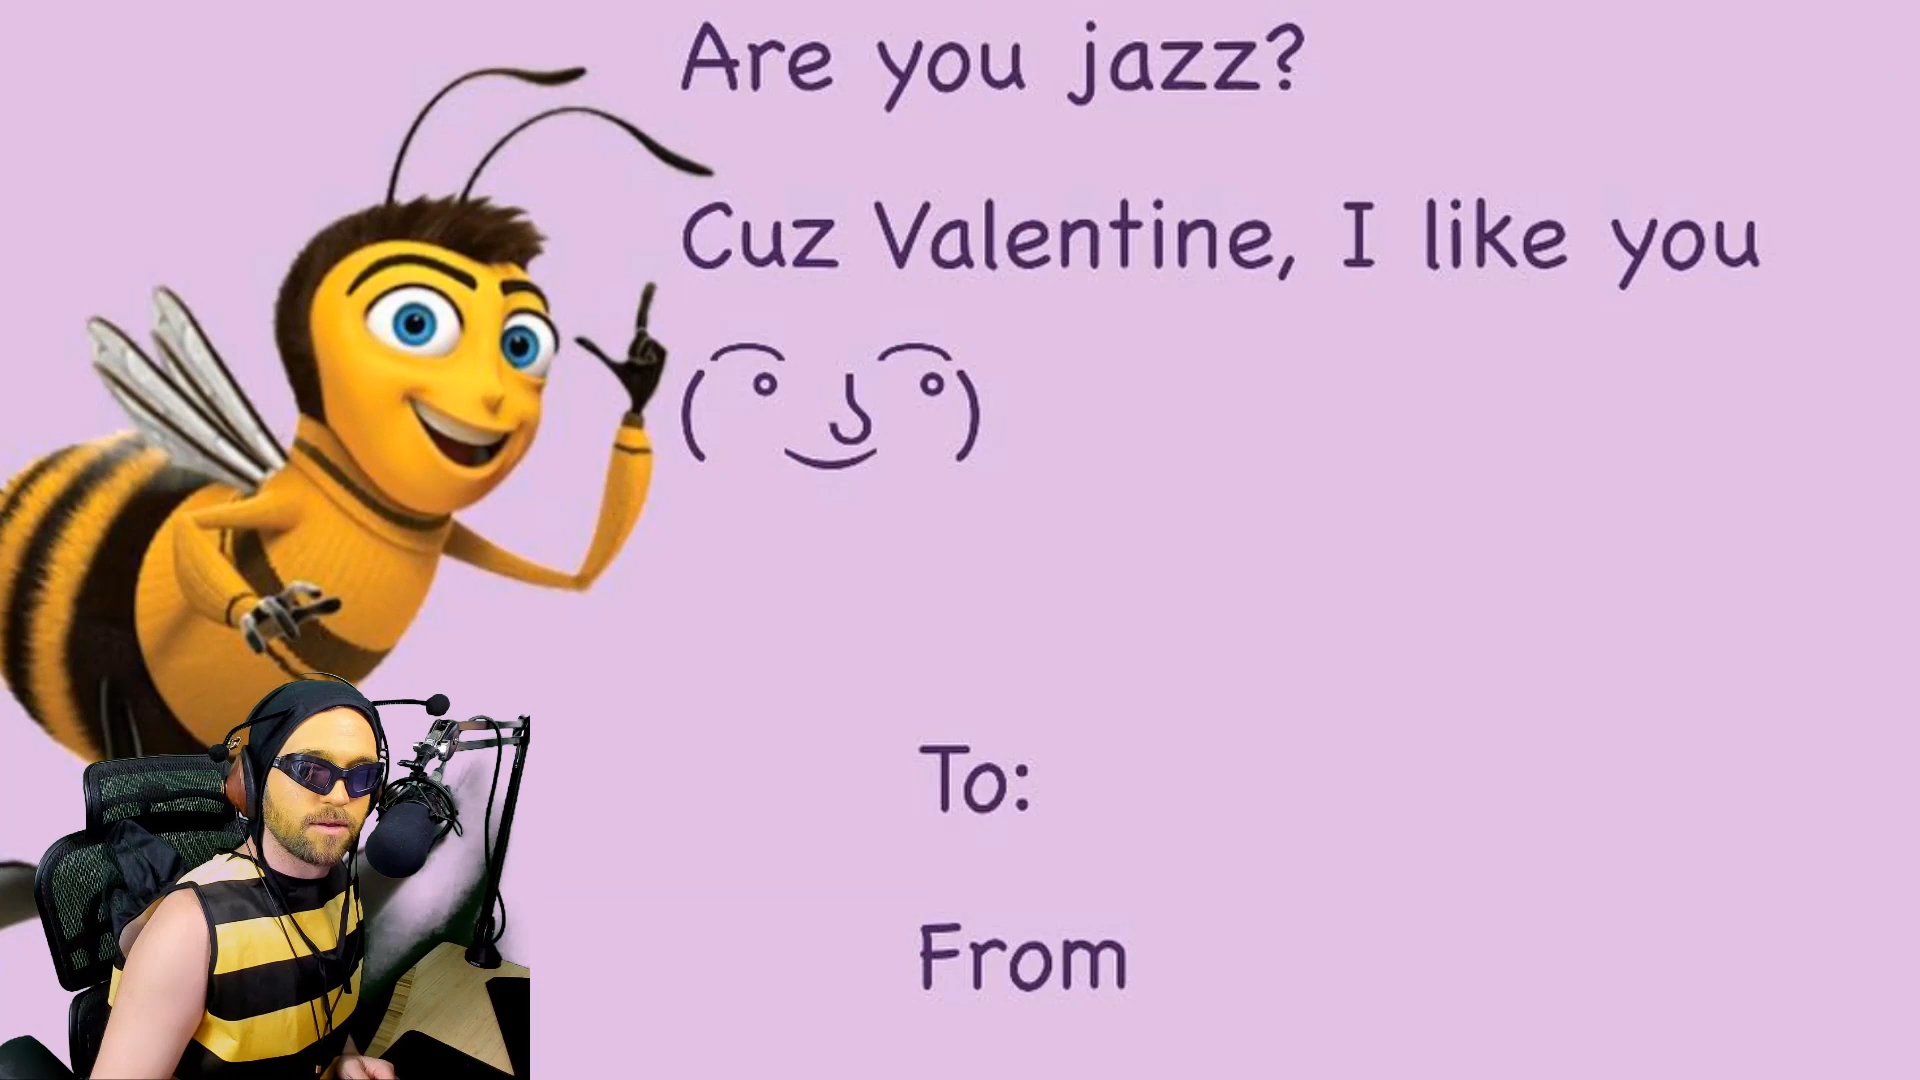 Are you jazz?
Cuz Valentine, I like you
( ͡° ͜ʖ ͡°)
To:
From